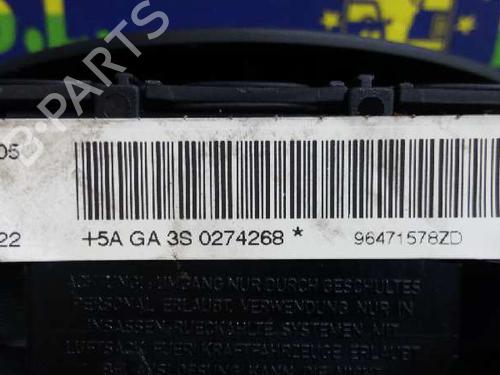 B-PARTS
05
22
+5A GA 3S 0274268 *
96471578ZD
ACHTUNG, UMGANG NUR DURCH GESCHULTES
PERSONAL ERLAUBT. VERWENDUNG NUR IN
INSASSEN-RUECKHALTE SYSTEMEN MIT
LUFTSACK FUER KRAFTFAHRZEUGE ERLAUBT